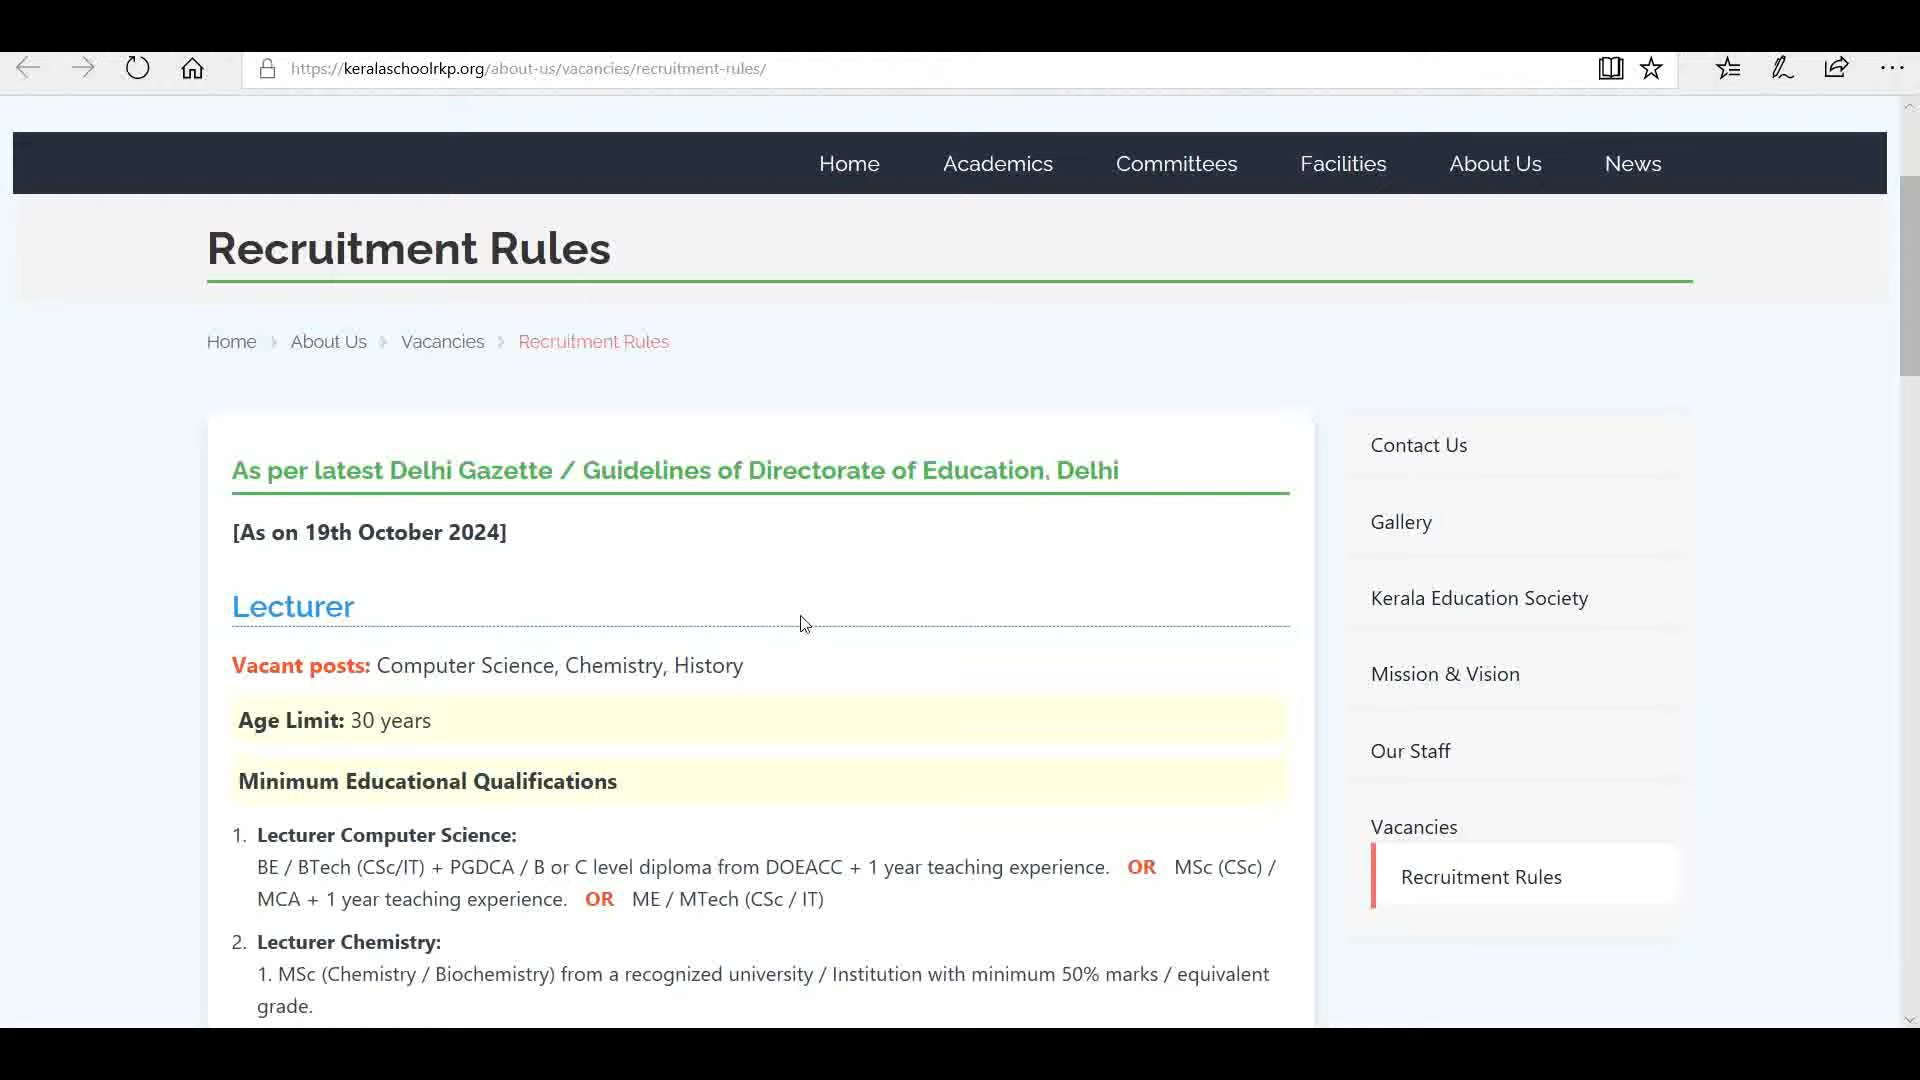 https://keralaschoolrkp.org/about-us/vacancies/recruitment-rules/
Home Academics Committees Facilities About Us News
Recruitment Rules
Home About Us Vacancies Recruitment Rules
As per latest Delhi Gazette / Guidelines of Directorate of Education, Delhi
[As on 19th October 2024]
Lecturer
Vacant posts: Computer Science, Chemistry, History
Age Limit: 30 years
Minimum Educational Qualifications
1. Lecturer Computer Science:
BE / BTech (CSc/IT) + PGDCA / B or C level diploma from DOEACC + 1 year teaching experience. OR MSc (CSc) /
MCA + 1 year teaching experience. OR ME / MTech (CSc / IT)
2. Lecturer Chemistry:
1. MSc (Chemistry / Biochemistry) from a recognized university / Institution with minimum 50% marks / equivalent
grade.
Contact Us
Gallery
Kerala Education Society
Mission & Vision
Our Staff
Vacancies
Recruitment Rules